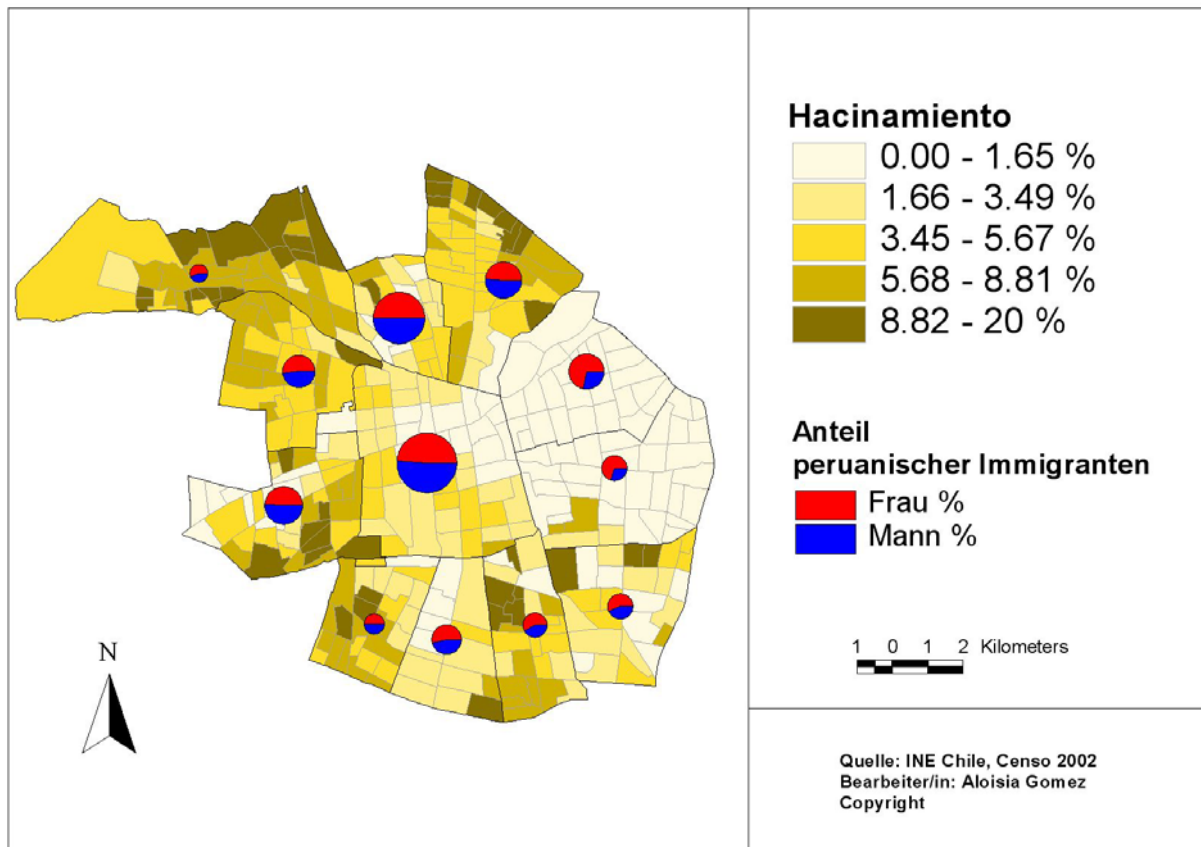 Hacinamiento
0.00 - 1.65 %
1.66 - 3.49 %
3.45 - 5.67 %
5.68 - 8.81 %
8.82 - 20 %
Anteil
peruanischer Immigranten
Frau %
Mann %
1 0 1 2 Kilometers
N
Quelle: INE Chile, Censo 2002
Bearbeiter/in: Aloisia Gomez
Copyright